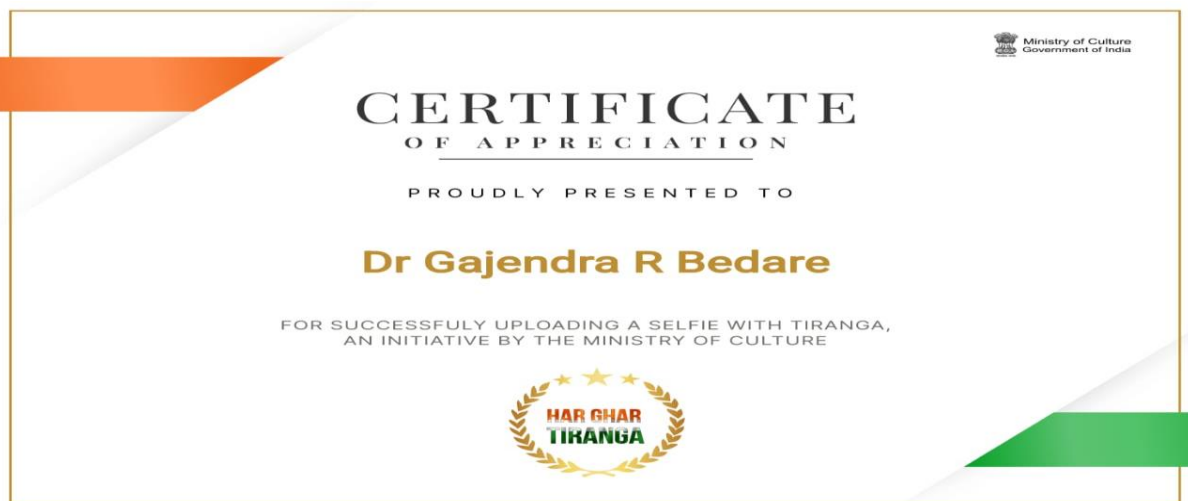 Ministry of Culture
Government of India
CERTIFICATE
OF APPRECIATION
PROUDLY PRESENTED TO
Dr Gajendra R Bedare
FOR SUCCESSFULY UPLOADING A SELFIE WITH TIRANGA,
AN INITIATIVE BY THE MINISTRY OF CULTURE
HAR GHAR
TIRANGA